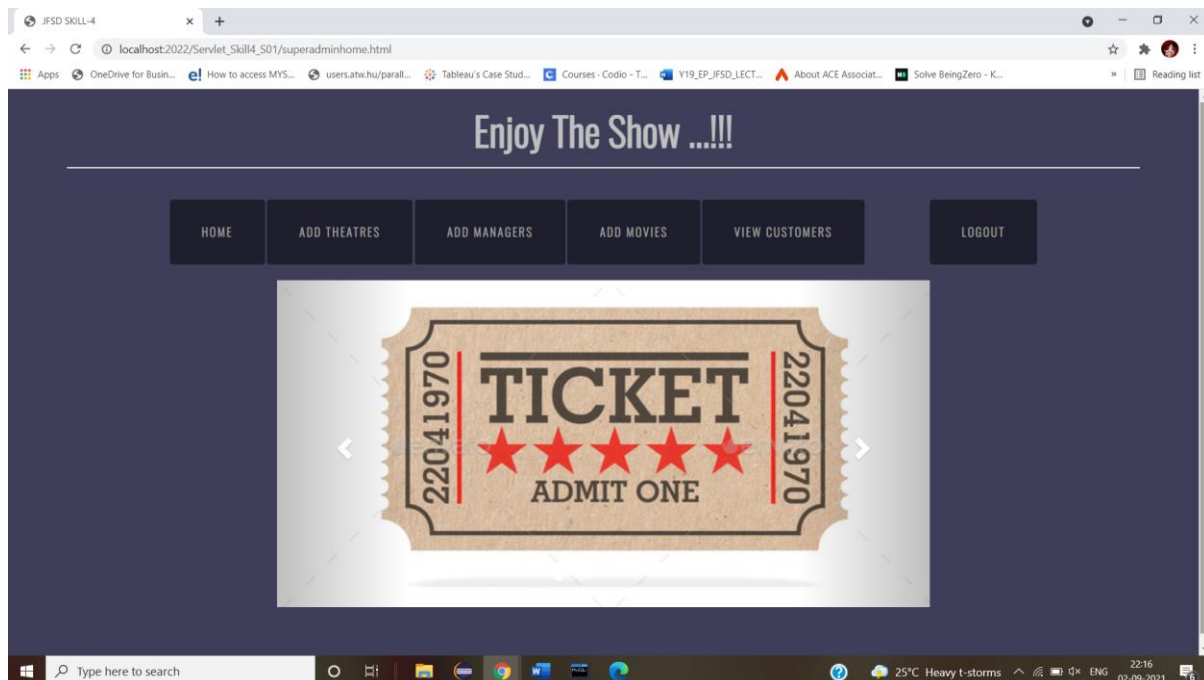 JFSD SKILL-4
localhost:2022/Servlet_Skill4_S01/superadminhome.html
Apps OneDrive for Busin... How to access MYS... users.atw.hu/parall... Tableau's Case Stud... Courses - Codio - T... Y19_EP_JFSD_LECT... About ACE Associat... Solve BeingZero - K... » Reading list
Enjoy The Show ...!!!
HOME ADD THEATRES ADD MANAGERS ADD MOVIES VIEW CUSTOMERS LOGOUT
22041970
TICKET
ADMIT ONE
22041970
Type here to search
25°C Heavy t-storms ENG 22:16
02-09-2021 6